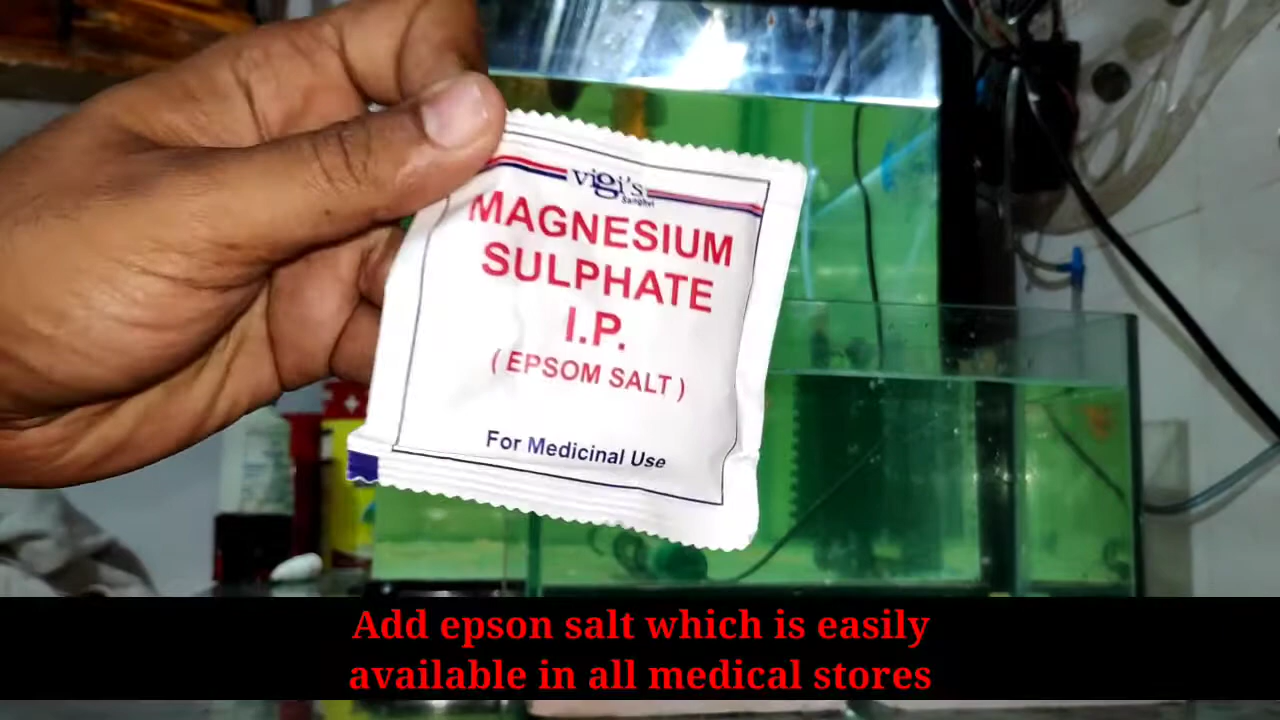 vigi's
Sanghvi
MAGNESIUM
SULPHATE
I.P.
( EPSOM SALT )
For Medicinal Use
Add epson salt which is easily
available in all medical stores